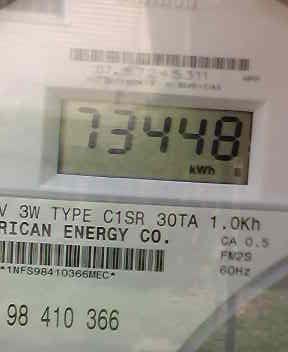 73448
kWh
V 3W TYPE C1SR 30TA 1.0Kh
RICAN ENERGY CO.
CA 0.5
FM2S
60Hz
*1NFS98410366MEC*
98 410 366